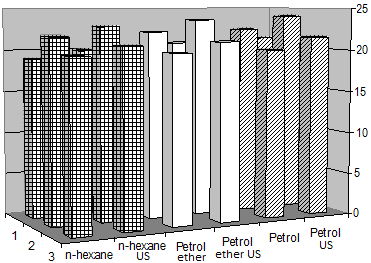 25
20
15
10
5
0
1
2
3
n-hexane
n-hexane
US
Petrol
ether
Petrol
ether US
Petrol
Petrol
US